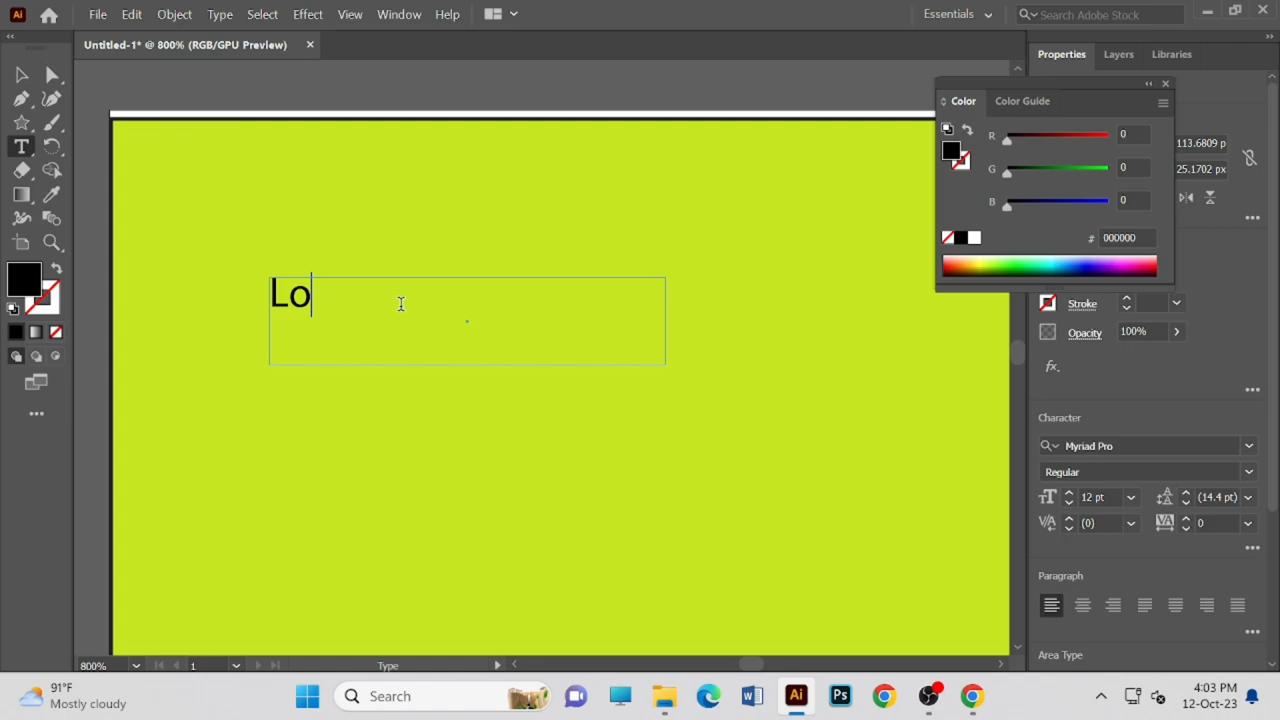 Ai File Edit Object Type Select Effect View Window Help Essentials Search Adobe Stock
Untitled-1* @ 800% (RGB/GPU Preview)
Properties Layers Libraries
Color Color Guide
R 0
113.6809 p
G 0
25.1702 px
B 0
# 000000
Lo
Stroke
Opacity 100%
fx.
Character
Myriad Pro
Regular
12 pt (14.4 pt)
(0) 0
Paragraph
Area Type
800% 1 Type
91°F
Mostly cloudy
Search
W Ai Ps
4:03 PM
12-Oct-23